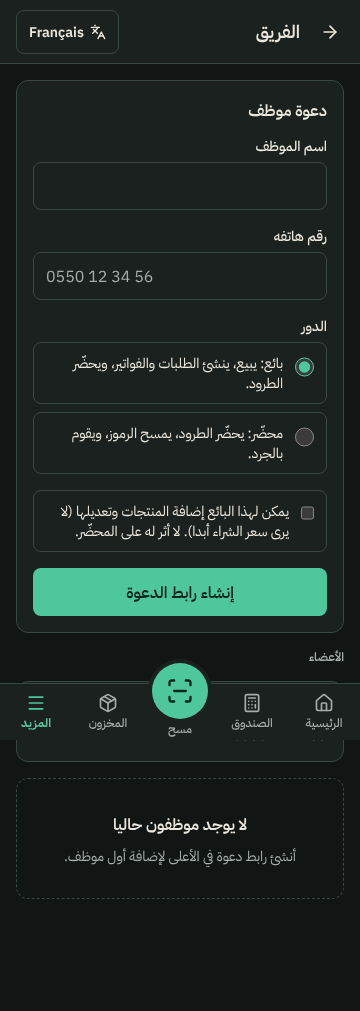 الفريق
Français
دعوة موظف
اسم الموظف
رقم هاتفه
0550 12 34 56
الدور
بائع: يبيع، ينشئ الطلبات والفواتير، ويحضّر
الطرود.
محضّر: يحضّر الطرود، يمسح الرموز، ويقوم
بالجرد.
يمكن لهذا البائع إضافة المنتجات وتعديلها (لا
يرى سعر الشراء أبدا). لا أثر له على المحضّر.
إنشاء رابط الدعوة
الأعضاء
الرئيسية
الصندوق
مسح
المخزون
المزيد
لا يوجد موظفون حاليا
أنشئ رابط دعوة في الأعلى لإضافة أول موظف.